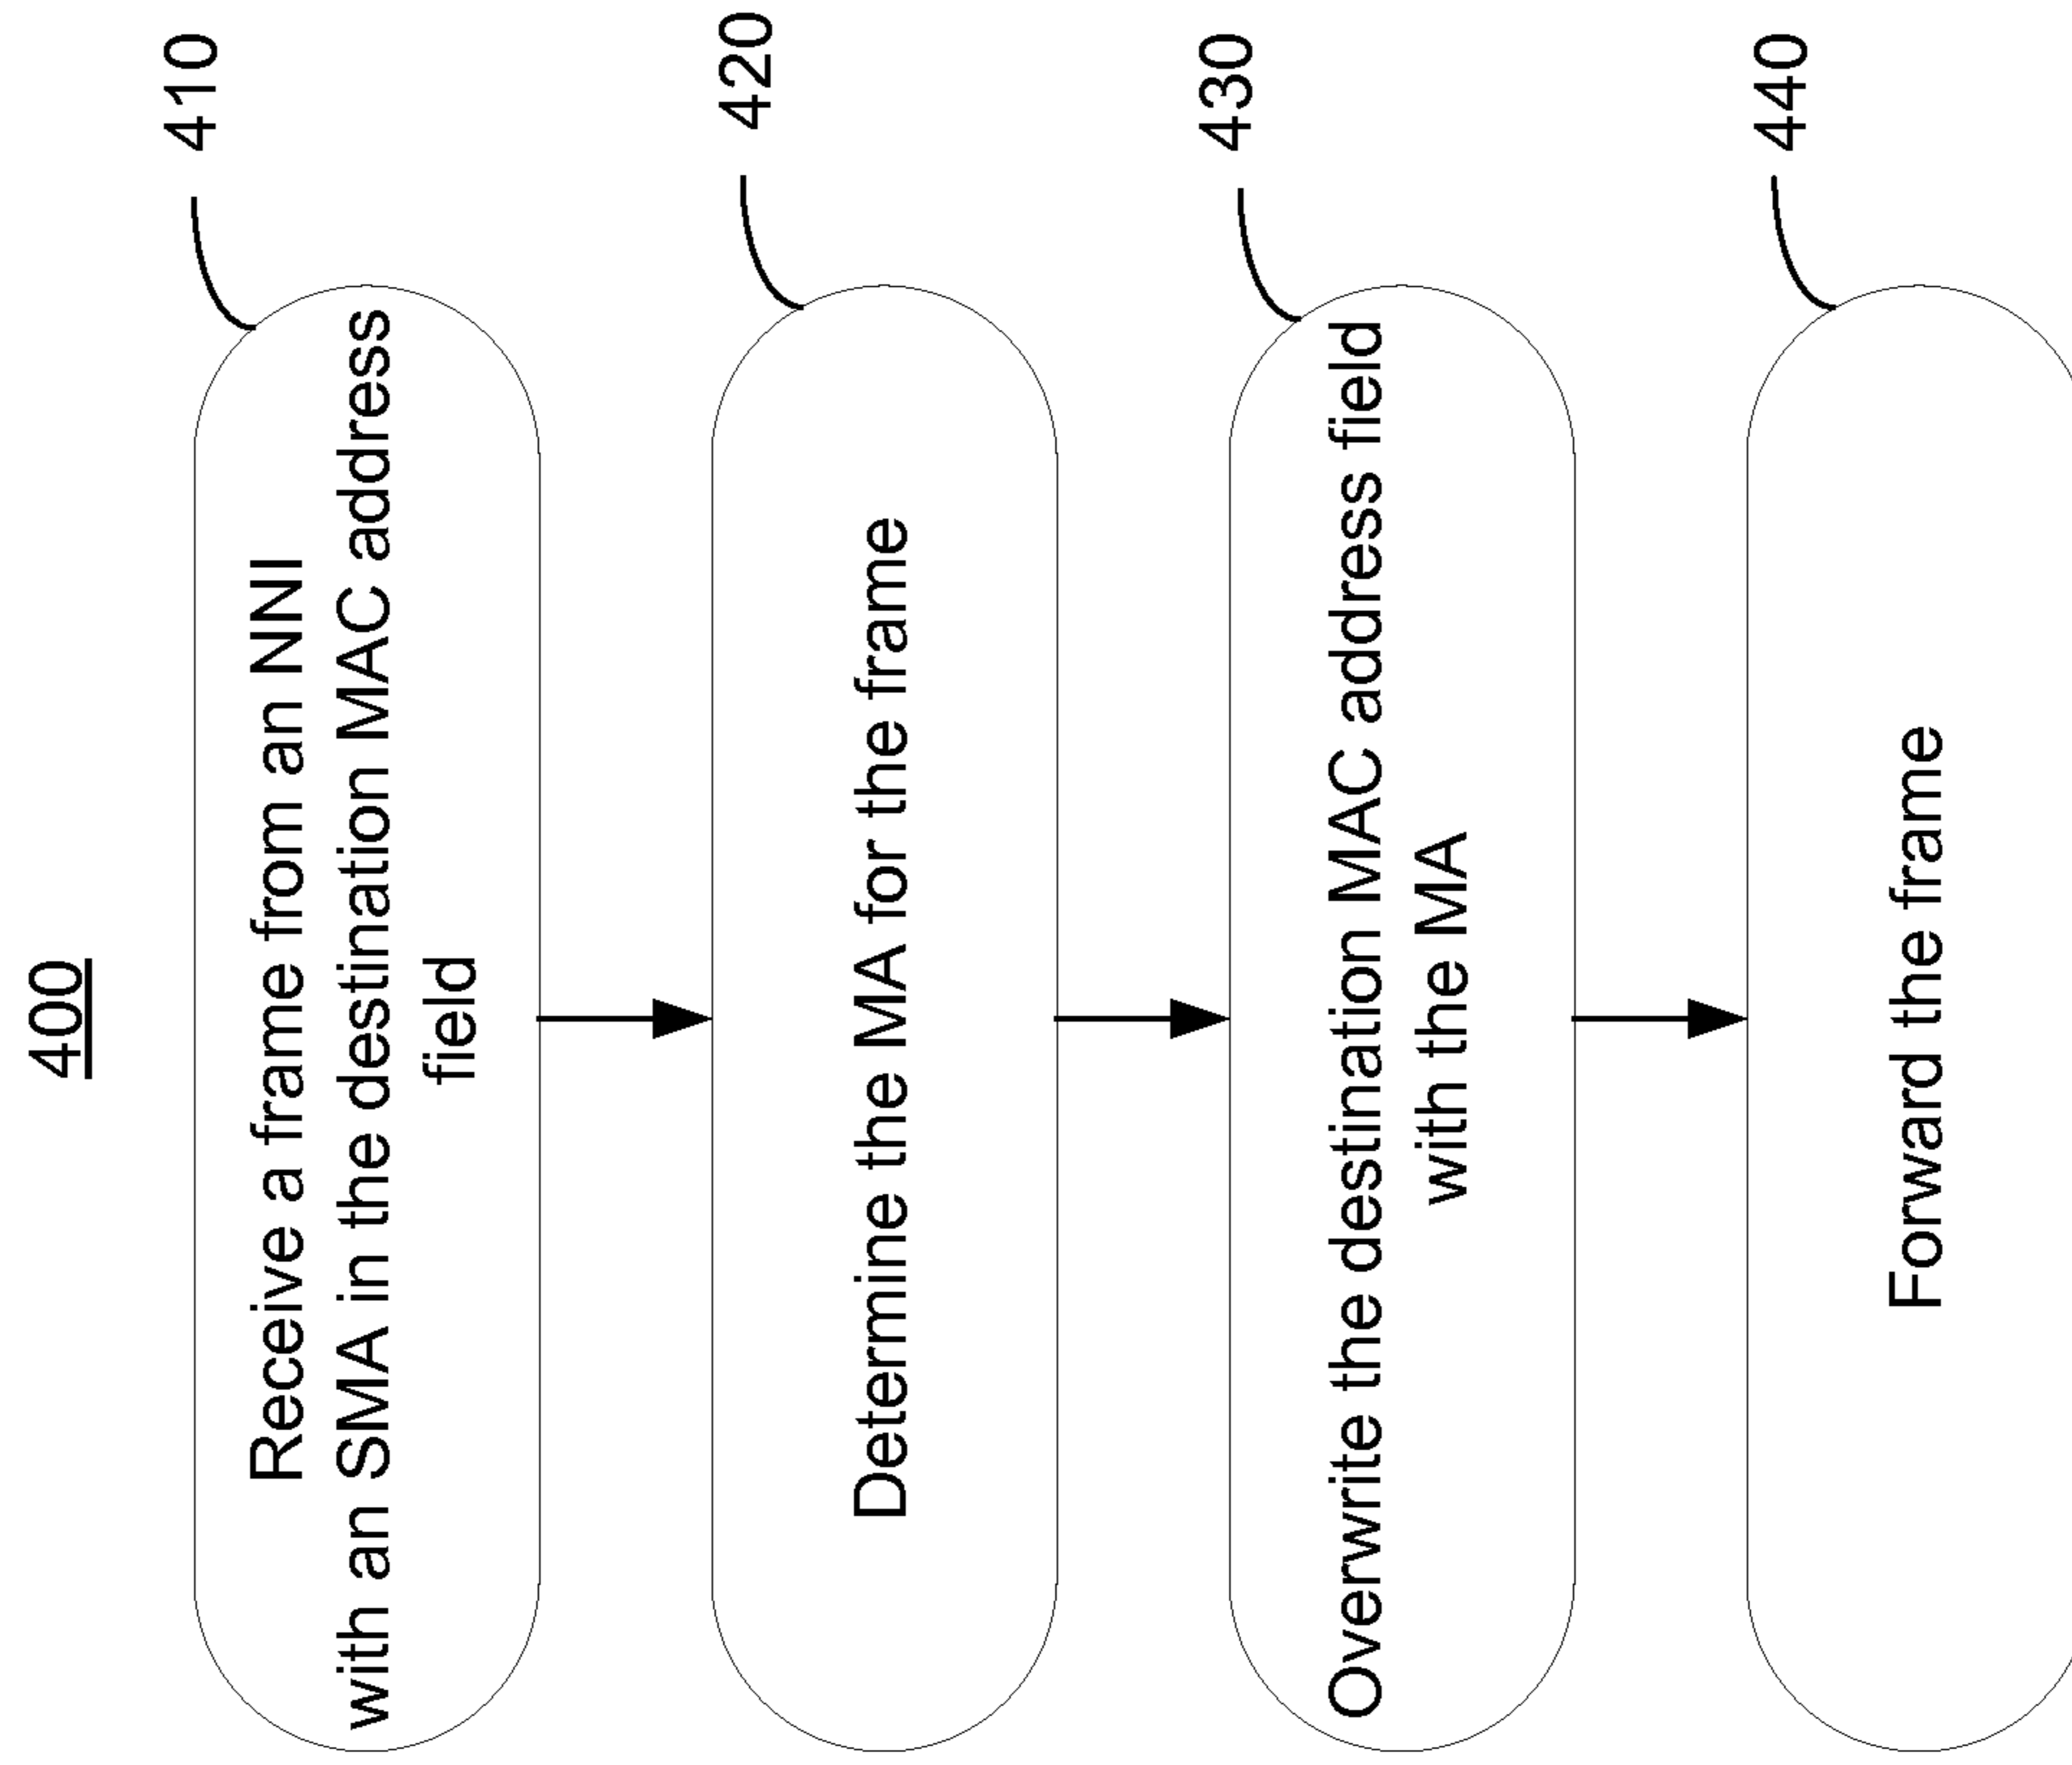 400
410
Receive a frame from an NNI
with an SMA in the destination MAC address
field
420
Determine the MA for the frame
430
Overwrite the destination MAC address field
with the MA
440
Forward the frame